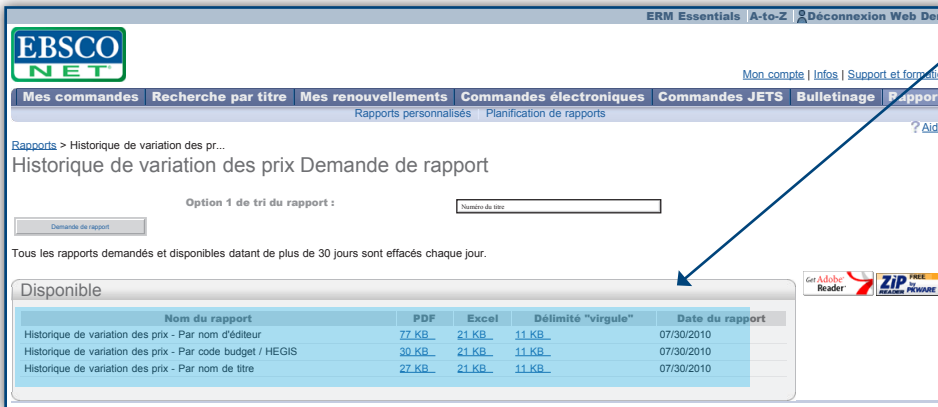 ERM Essentials A-to-Z Déconnexion Web De
EBSCO
NET
Mon compte | Infos | Support et formati
Mes commandes Recherche par titre Mes renouvellements Commandes électroniques Commandes JETS Bulletinage Rappor
Rapports personnalisés Planification de rapports
? Aid
Rapports > Historique de variation des pr...
Historique de variation des prix Demande de rapport
Option 1 de tri du rapport : Numéro du titre
Demande de rapport
Tous les rapports demandés et disponibles datant de plus de 30 jours sont effacés chaque jour.
Get Adobe Reader ZIP READER FREE by PKWARE
Disponible
Nom du rapport PDF Excel Délimité "virgule" Date du rapport
Historique de variation des prix - Par nom d'éditeur 77 KB 21 KB 11 KB 07/30/2010
Historique de variation des prix - Par code budget / HEGIS 30 KB 21 KB 11 KB 07/30/2010
Historique de variation des prix - Par nom de titre 27 KB 21 KB 11 KB 07/30/2010